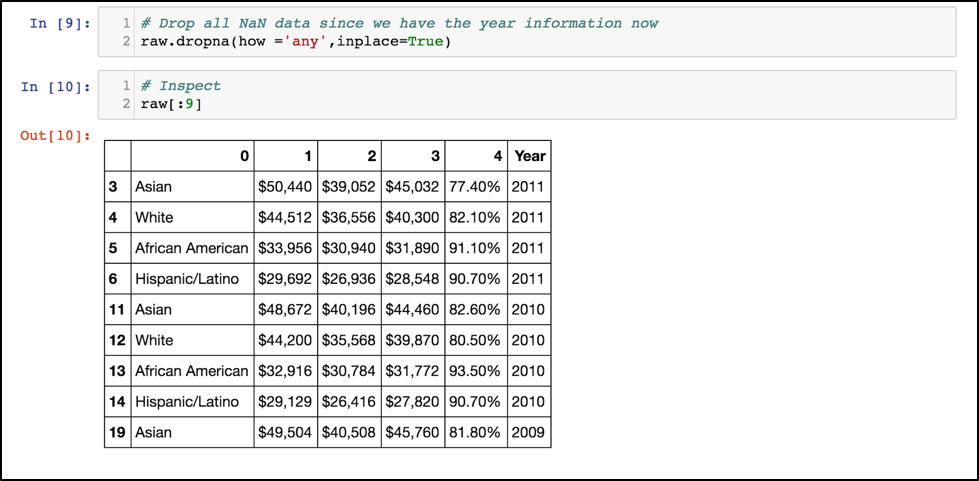 In [9]: 1 # Drop all NaN data since we have the year information now
2 raw.dropna(how ='any',inplace=True)
In [10]: 1 # Inspect
2 raw[:9]
Out[10]:
0 1 2 3 4 Year
3 Asian $50,440 $39,052 $45,032 77.40% 2011
4 White $44,512 $36,556 $40,300 82.10% 2011
5 African American $33,956 $30,940 $31,890 91.10% 2011
6 Hispanic/Latino $29,692 $26,936 $28,548 90.70% 2011
11 Asian $48,672 $40,196 $44,460 82.60% 2010
12 White $44,200 $35,568 $39,870 80.50% 2010
13 African American $32,916 $30,784 $31,772 93.50% 2010
14 Hispanic/Latino $29,129 $26,416 $27,820 90.70% 2010
19 Asian $49,504 $40,508 $45,760 81.80% 2009